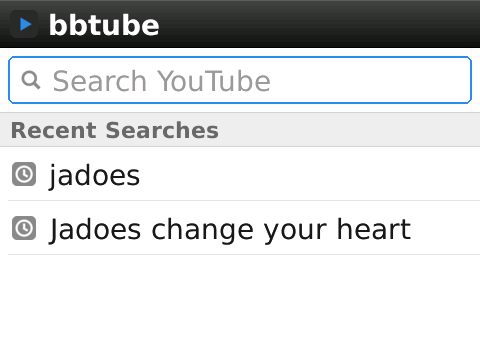 bbtube
Search YouTube
Recent Searches
jadoes
Jadoes change your heart